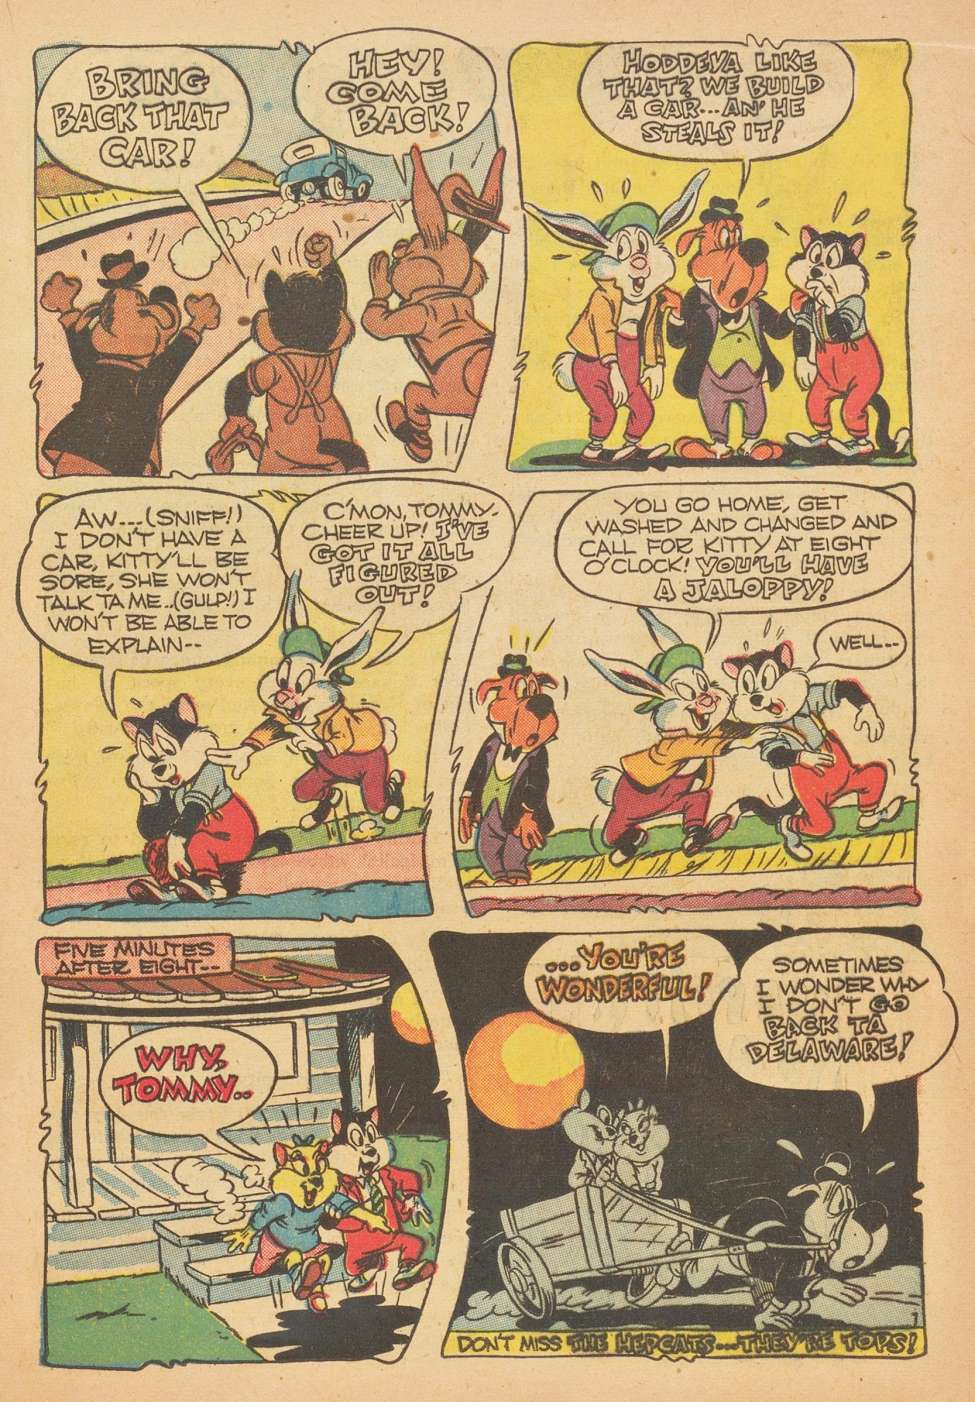 BRING
BACK THAT
CAR!
HEY!
COME
BACK!
HODDEYA LIKE
THAT? WE BUILD
A CAR--- AN' HE
STEALS IT!
AW---(SNIFF!)
I DON'T HAVE A
CAR, KITTY'LL BE
SORE, SHE WON'T
TALK TA ME..(GULP!) I
WON'T BE ABLE TO
EXPLAIN--
C'MON, TOMMY-
CHEER UP! I'VE
GOT IT ALL
FIGURED
OUT!
YOU GO HOME, GET
WASHED AND CHANGED AND
CALL FOR KITTY AT EIGHT
O'CLOCK! YOU'LL HAVE
A JALOPPY!
WELL--
FIVE MINUTES
AFTER EIGHT--
WHY,
TOMMY--
...YOU'RE
WONDERFUL!
SOMETIMES
I WONDER WHY
I DON'T GO
BACK TA
DELAWARE!
7
DON'T MISS THE HEPCATS---THEY'RE TOPS!